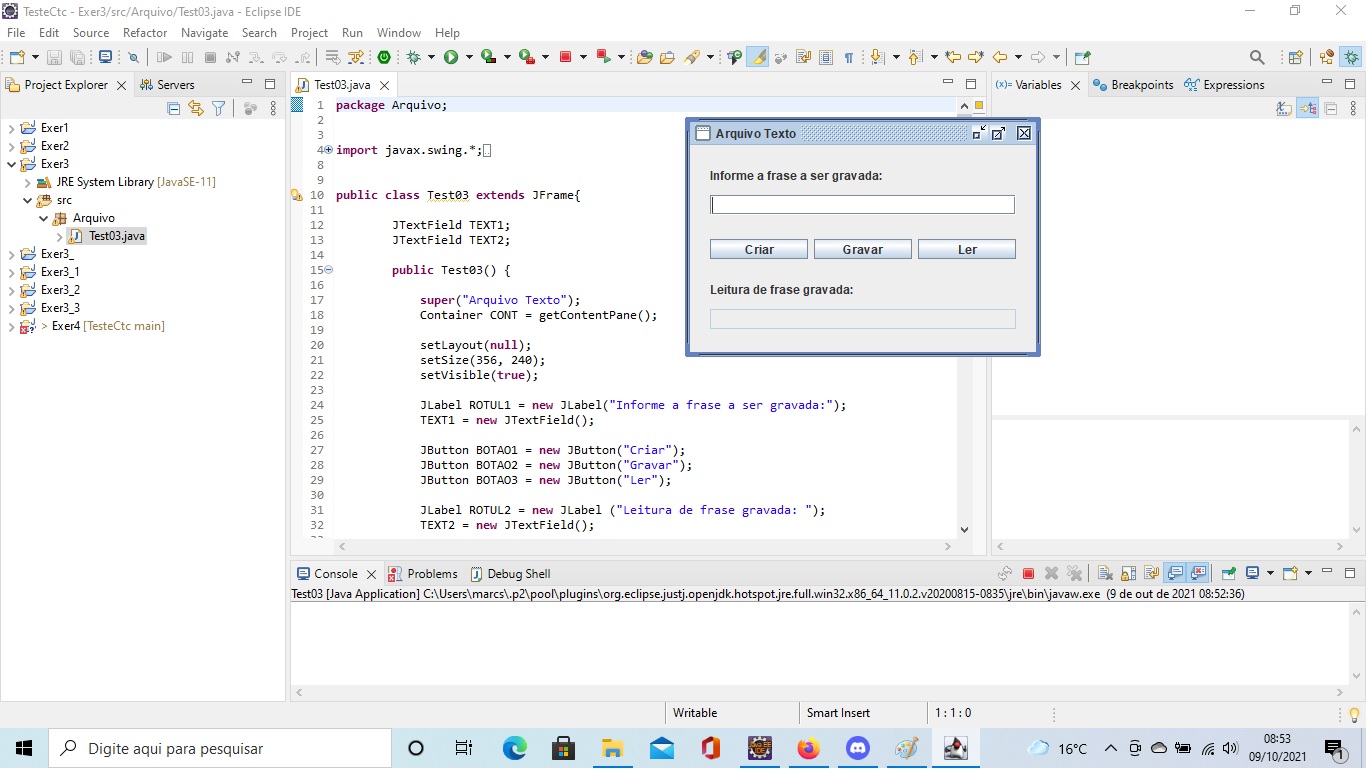 TesteCtc - Exer3/src/Arquivo/Test03.java - Eclipse IDE
File Edit Source Refactor Navigate Search Project Run Window Help
Project Explorer
Servers
Exer1
Exer2
Exer3
JRE System Library [JavaSE-11]
src
Arquivo
Test03.java
Exer3_
Exer3_1
Exer3_2
Exer3_3
> Exer4 [TesteCtc main]
Test03.java
1 package Arquivo;
2
3
4 import javax.swing.*;
8
9
10 public class Test03 extends JFrame{
11
12 JTextField TEXT1;
13 JTextField TEXT2;
14
15 public Test03() {
16
17 super("Arquivo Texto");
18 Container CONT = getContentPane();
19
20 setLayout(null);
21 setSize(356, 240);
22 setVisible(true);
23
24 JLabel ROTUL1 = new JLabel("Informe a frase a ser gravada:");
25 TEXT1 = new JTextField();
26
27 JButton BOTAO1 = new JButton("Criar");
28 JButton BOTAO2 = new JButton("Gravar");
29 JButton BOTAO3 = new JButton("Ler");
30
31 JLabel ROTUL2 = new JLabel ("Leitura de frase gravada: ");
32 TEXT2 = new JTextField();
Arquivo Texto
Informe a frase a ser gravada:
Criar Gravar Ler
Leitura de frase gravada:
(x)= Variables
Breakpoints
Expressions
Console
Problems
Debug Shell
Test03 [Java Application] C:\Users\marcs\.p2\pool\plugins\org.eclipse.justj.openjdk.hotspot.jre.full.win32.x86_64_11.0.2.v20200815-0835\jre\bin\javaw.exe (9 de out de 2021 08:52:36)
Writable
Smart Insert
1 : 1 : 0
Digite aqui para pesquisar
16°C
08:53
09/10/2021
1